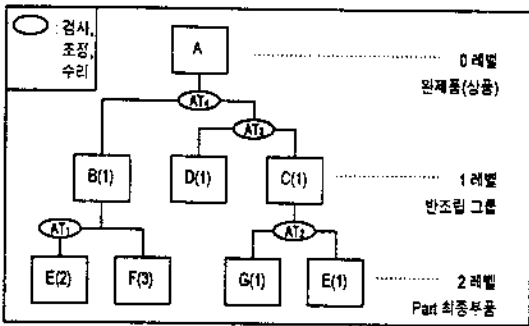 : 검사,
조정,
수리
A
0 레벨
완제품(상품)
AT₄
AT₃
B(1)
D(1)
C(1)
1 레벨
반조립 그룹
AT₁
AT₂
E(2)
F(3)
G(1)
E(1)
2 레벨
Part 최종부품